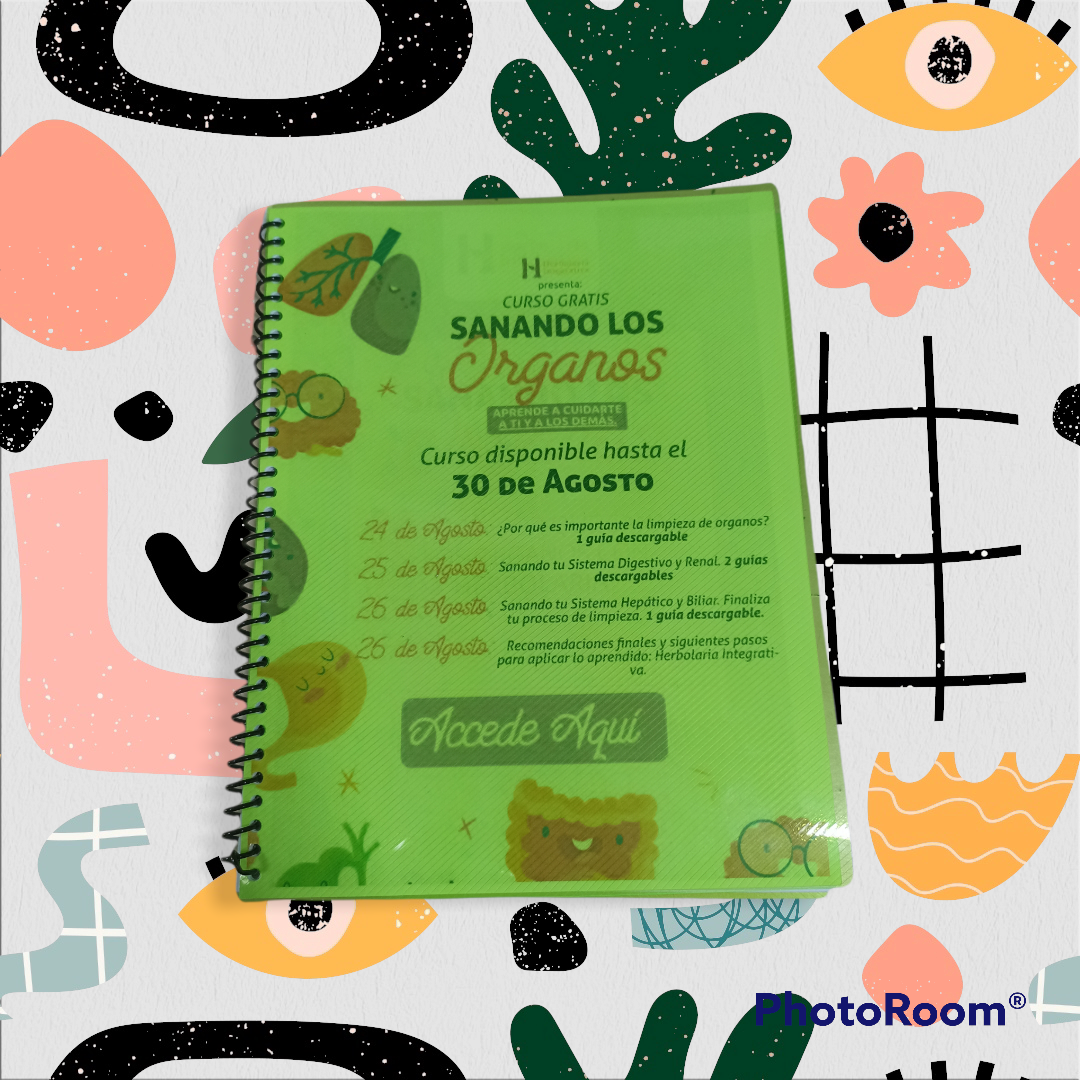 H Herbolaria
Integrativa
presenta:
CURSO GRATIS
SANANDO LOS
Órganos
APRENDE A CUIDARTE
A TI Y A LOS DEMÁS.
Curso disponible hasta el
30 DE AGOSTO
24 de Agosto. ¿Por qué es importante la limpieza de organos?
1 guía descargable
25 de Agosto. Sanando tu Sistema Digestivo y Renal. 2 guías
descargables
26 de Agosto. Sanando tu Sistema Hepático y Biliar. Finaliza
tu proceso de limpieza. 1 guía descargable.
26 de Agosto. Recomendaciones finales y siguientes pasos
para aplicar lo aprendido: Herbolaria Integrati-
va.
Accede Aquí
PhotoRoom®